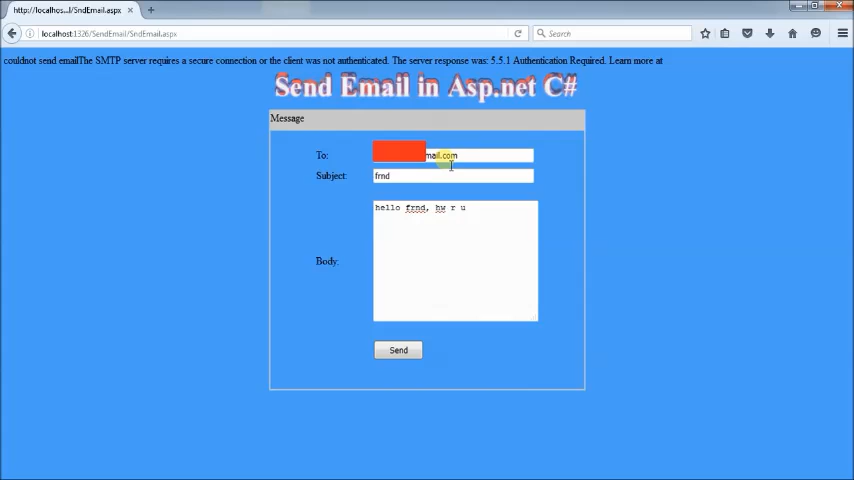 http://localhos...l/SndEmail.aspx
localhost:1326/SendEmail/SndEmail.aspx
Search
couldnot send emailThe SMTP server requires a secure connection or the client was not authenticated. The server response was: 5.5.1 Authentication Required. Learn more at
Send Email in Asp.net C#
Message
To: mail.com
Subject: frnd
hello frnd, hw r u
Body:
Send